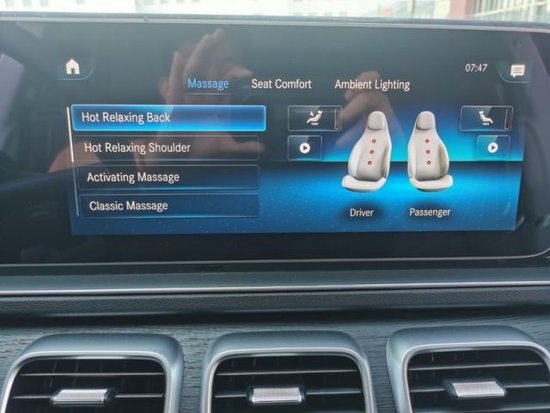 07:47
Massage Seat Comfort Ambient Lighting
Hot Relaxing Back
Hot Relaxing Shoulder
Activating Massage
Classic Massage
Driver Passenger